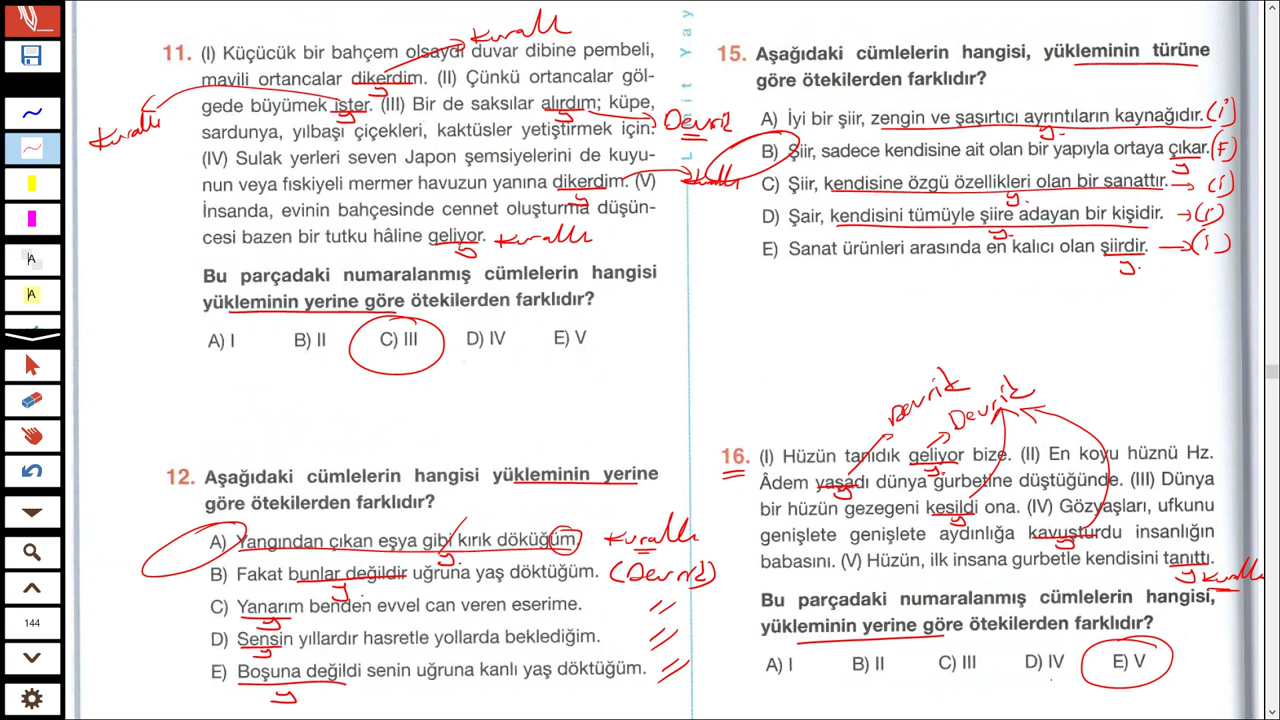 Kurallı
11. (I) Küçücük bir bahçem olsaydı duvar dibine pembeli,
mavili ortancalar dikerdim. (II) Çünkü ortancalar göl-
y
gede büyümek ister. (III) Bir de saksılar alırdım; küpe,
y y
Kurallı
Devrik
sardunya, yılbaşı çiçekleri, kaktüsler yetiştirmek için.
(IV) Sulak yerleri seven Japon şemsiyelerini de kuyu-
nun veya fıskiyeli mermer havuzun yanına dikerdim. (V)
Kurallı
y
İnsanda, evinin bahçesinde cennet oluşturma düşün-
cesi bazen bir tutku hâline geliyor. Kurallı
y
Bu parçadaki numaralanmış cümlelerin hangisi
yükleminin yerine göre ötekilerden farklıdır?
A) I B) II C) III D) IV E) V
12. Aşağıdaki cümlelerin hangisi yükleminin yerine
göre ötekilerden farklıdır?
A) Yangından çıkan eşya gibi kırık döküğüm. Kurallı
y.
B) Fakat bunlar değildir uğruna yaş döktüğüm. (Devrik)
y
C) Yanarım benden evvel can veren eserime. //
y
D) Sensin yıllardır hasretle yollarda beklediğim. //
y
E) Boşuna değildi senin uğruna kanlı yaş döktüğüm. //
y
15. Aşağıdaki cümlelerin hangisi, yükleminin türüne
göre ötekilerden farklıdır?
A) İyi bir şiir, zengin ve şaşırtıcı ayrıntıların kaynağıdır. (i)
y.
B) Şiir, sadece kendisine ait olan bir yapıyla ortaya çıkar. (F)
y
C) Şiir, kendisine özgü özellikleri olan bir sanattır. (i)
y.
D) Şair, kendisini tümüyle şiire adayan bir kişidir. (i)
y.
E) Sanat ürünleri arasında en kalıcı olan şiirdir. (i)
y.
Devrik Devrik Devrik
16. (I) Hüzün tanıdık geliyor bize. (II) En koyu hüznü Hz.
y
Âdem yaşadı dünya gurbetine düştüğünde. (III) Dünya
y
bir hüzün gezegeni kesildi ona. (IV) Gözyaşları, ufkunu
y
genişlete genişlete aydınlığa kavuşturdu insanlığın
y
babasını. (V) Hüzün, ilk insana gurbetle kendisini tanıttı.
y Kurallı
Bu parçadaki numaralanmış cümlelerin hangisi,
yükleminin yerine göre ötekilerden farklıdır?
A) I B) II C) III D) IV E) V
A
A
144